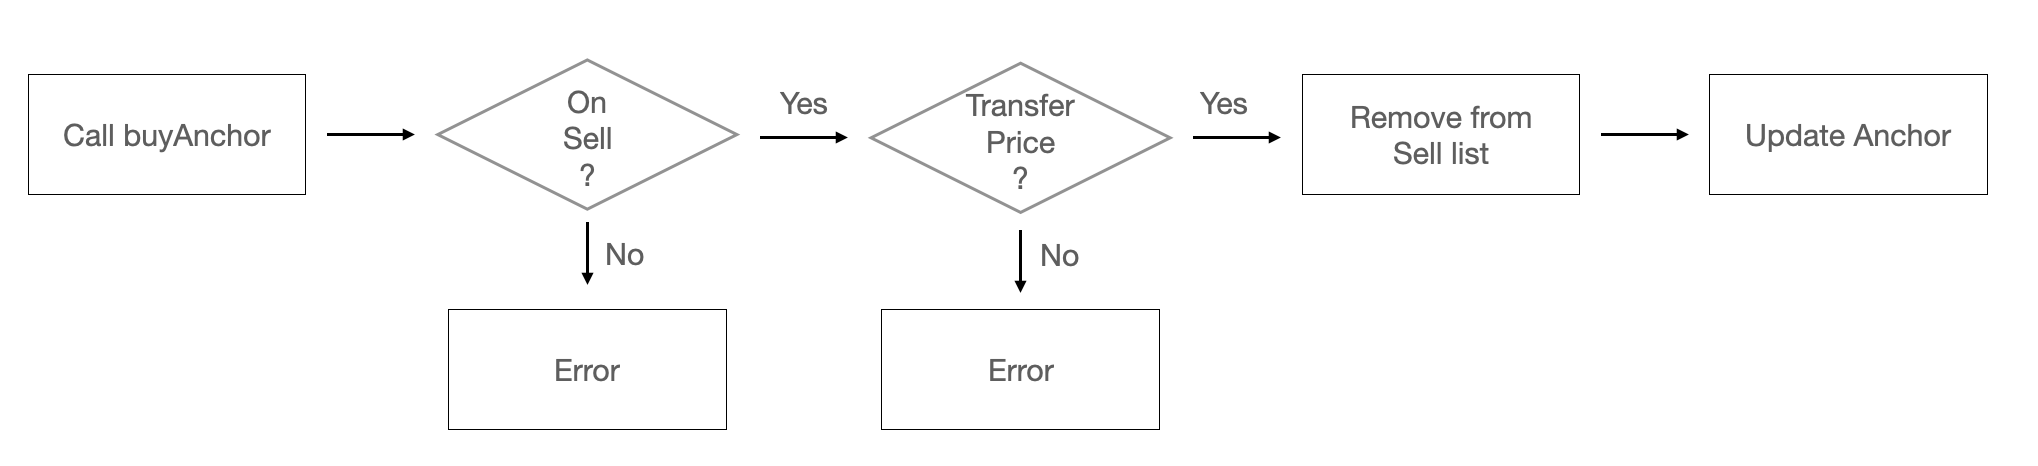 Call buyAnchor
On
Sell
?
Yes
Transfer
Price
?
Yes
Remove from
Sell list
Update Anchor
No
No
Error
Error